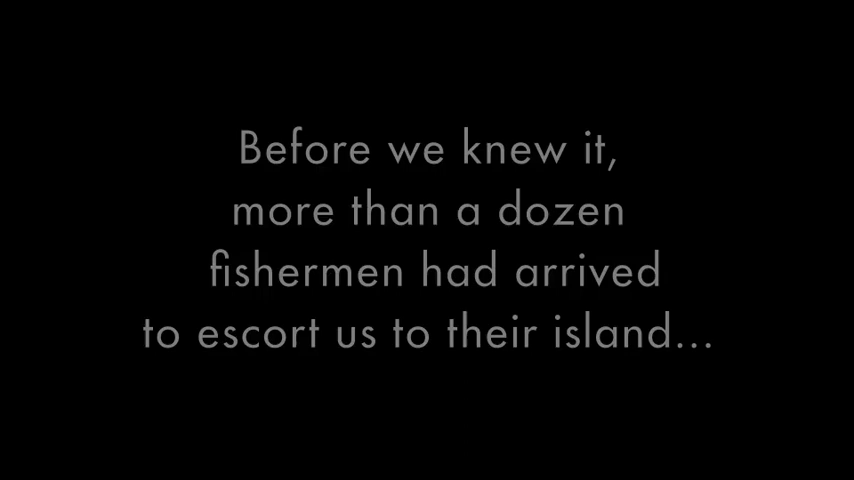 Before we knew it,
more than a dozen
fishermen had arrived
to escort us to their island...